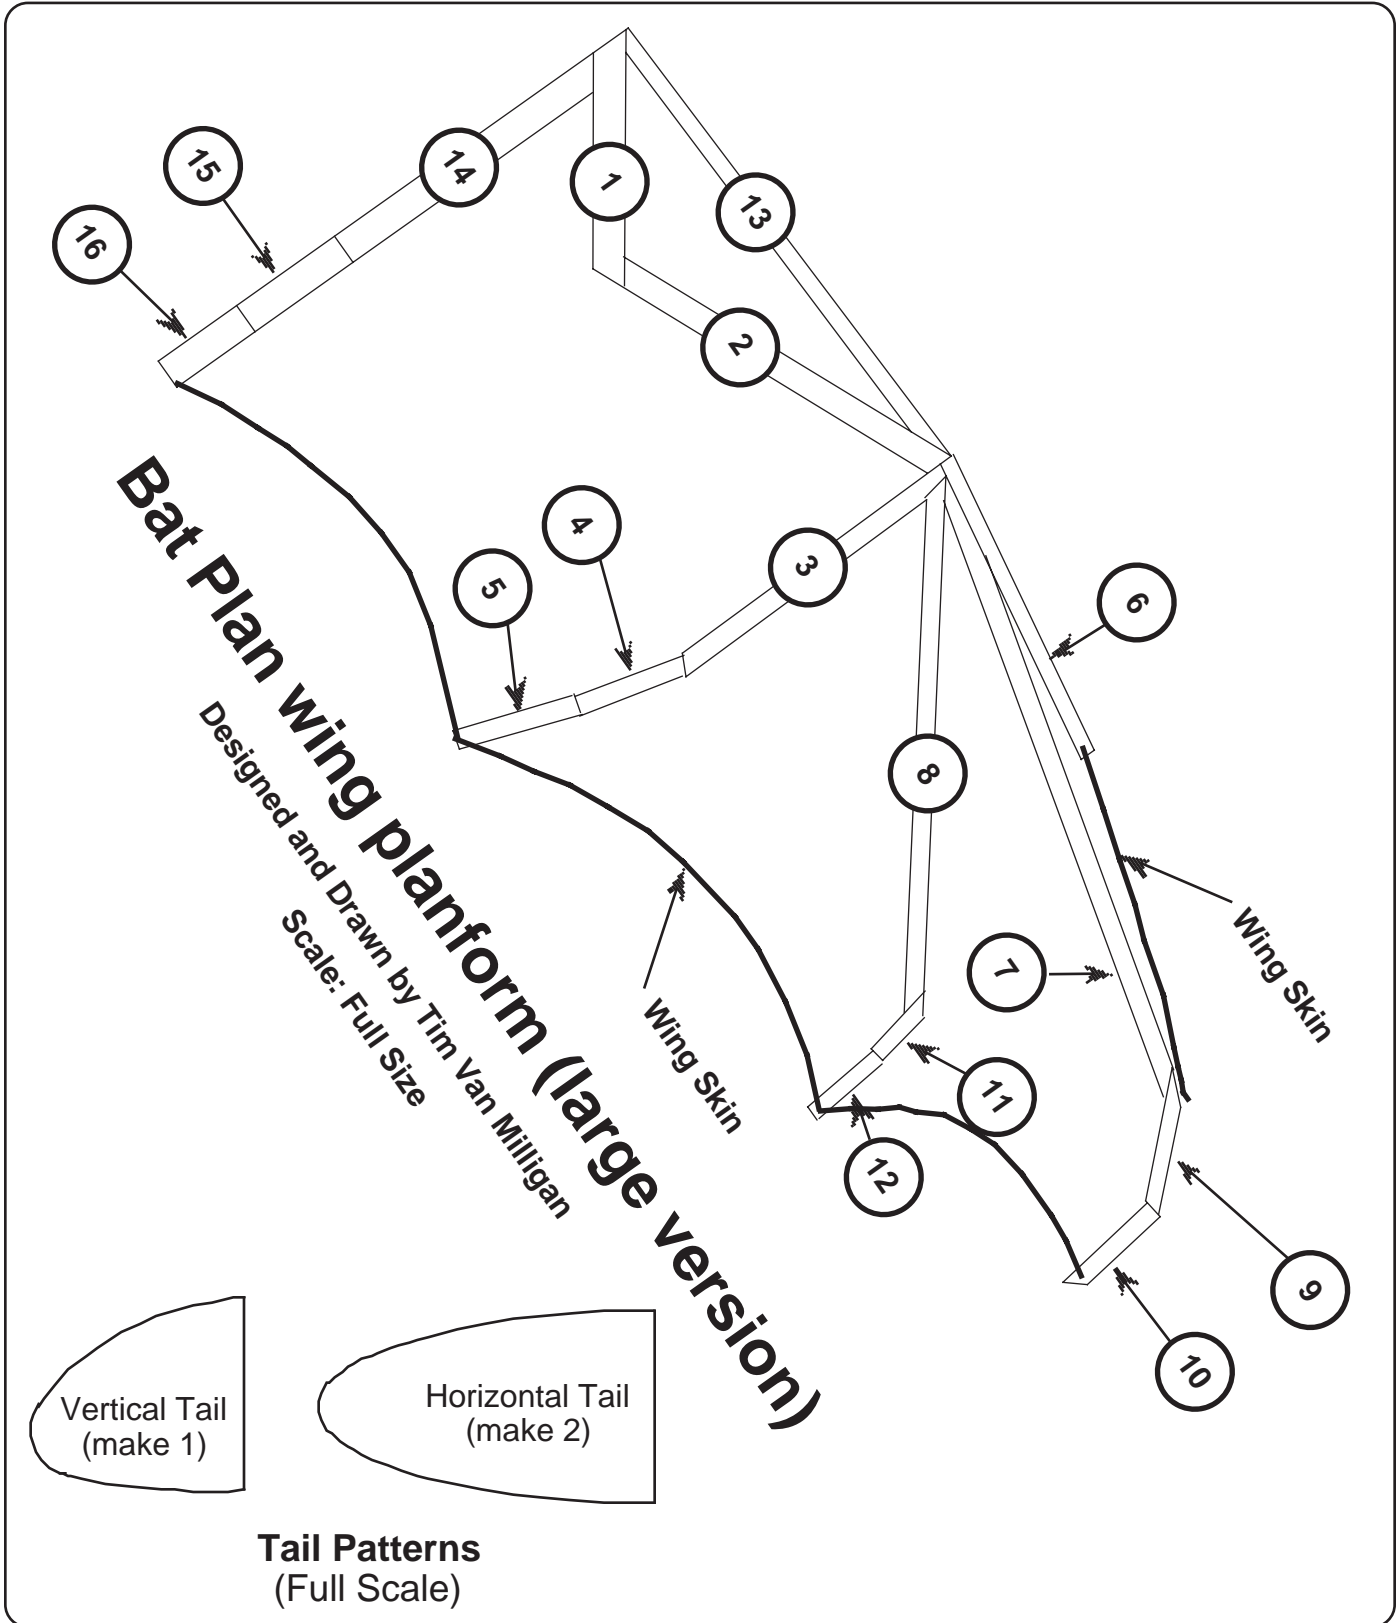 15
14
1
13
16
2
4
3
5
6
8
7
Wing Skin
Wing Skin
11
12
9
10
Bat Plan wing planform (large version)
Designed and Drawn by Tim Van Milligan
Scale: Full Size
Vertical Tail
(make 1)
Horizontal Tail
(make 2)
Tail Patterns
(Full Scale)